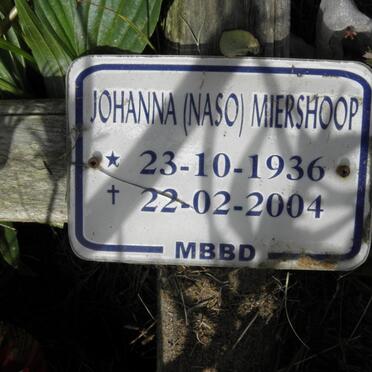 JOHANNA (NASO) MIERSHOOP
★ 23-10-1936
✝ 22-02-2004
MBBD